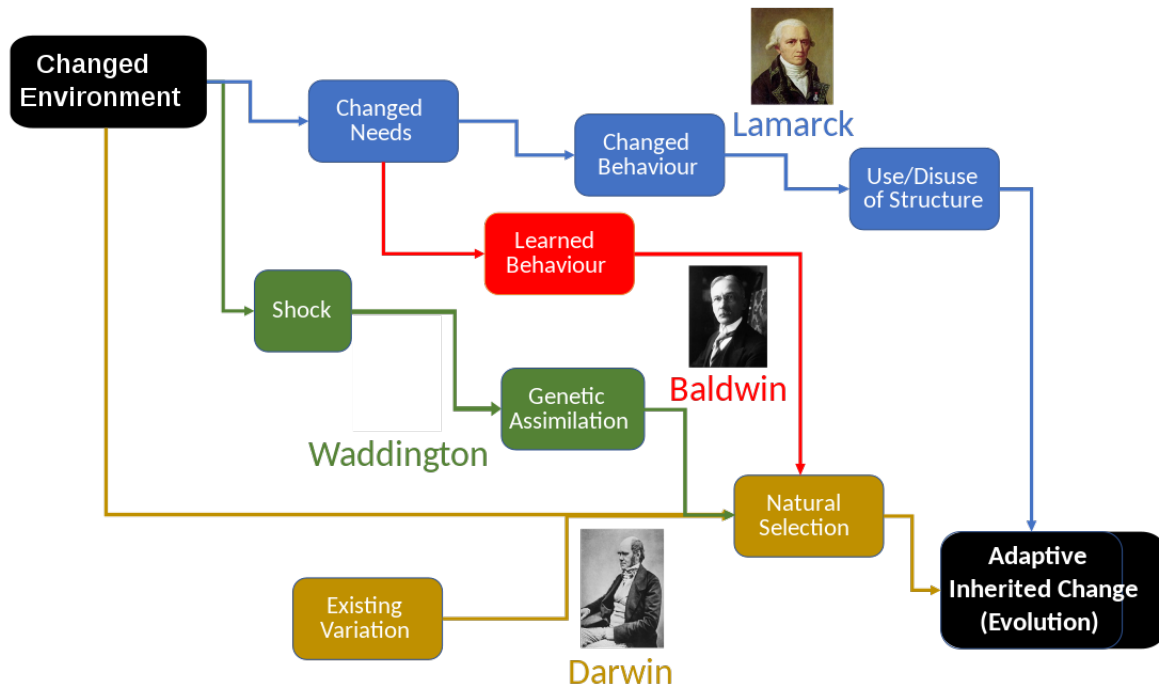 Changed
Environment
Changed
Needs
Changed
Behaviour
Lamarck
Use/Disuse
of Structure
Learned
Behaviour
Baldwin
Shock
Genetic
Assimilation
Waddington
Natural
Selection
Existing
Variation
Darwin
Adaptive
Inherited Change
(Evolution)